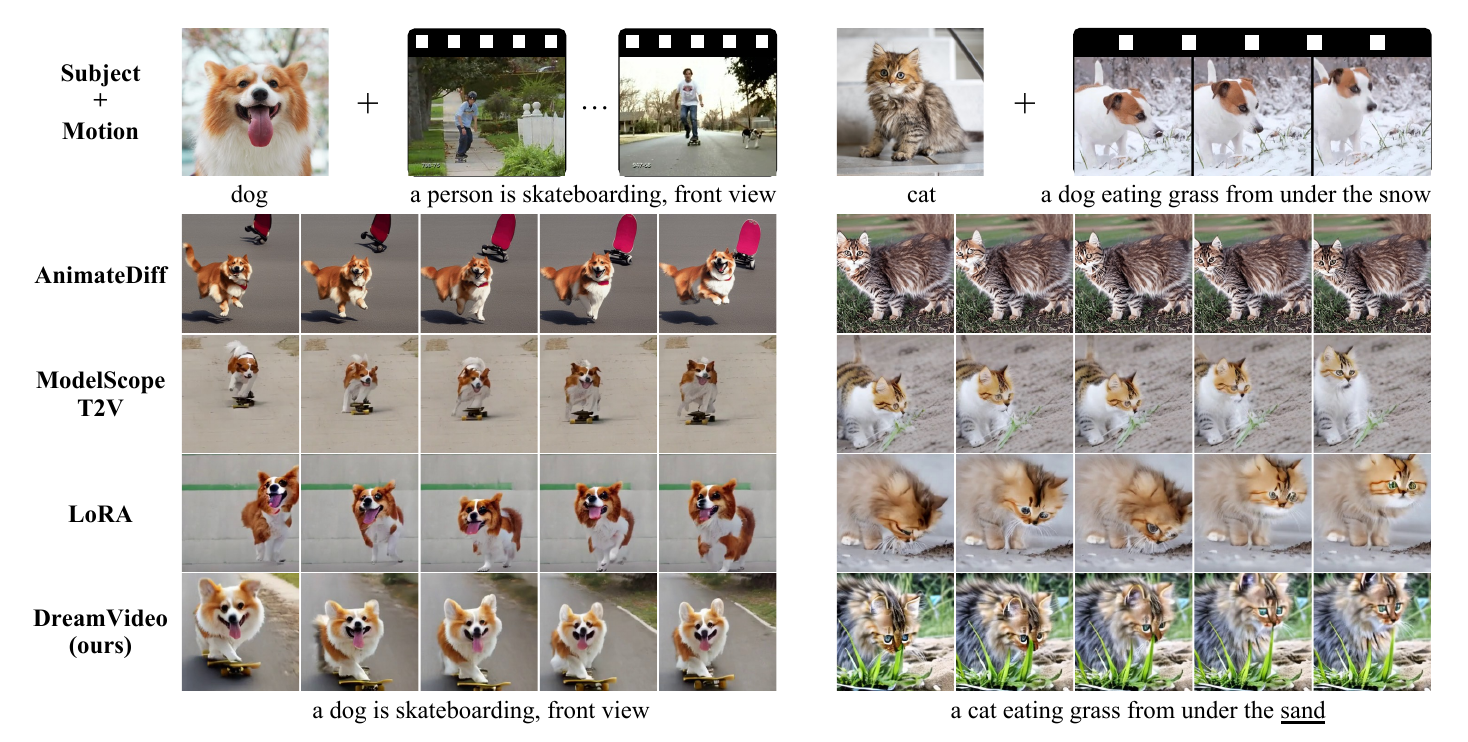 Subject
+
Motion
+
...
+
dog
a person is skateboarding, front view
cat
a dog eating grass from under the snow
AnimateDiff
ModelScope
T2V
LoRA
DreamVideo
(ours)
a dog is skateboarding, front view
a cat eating grass from under the sand